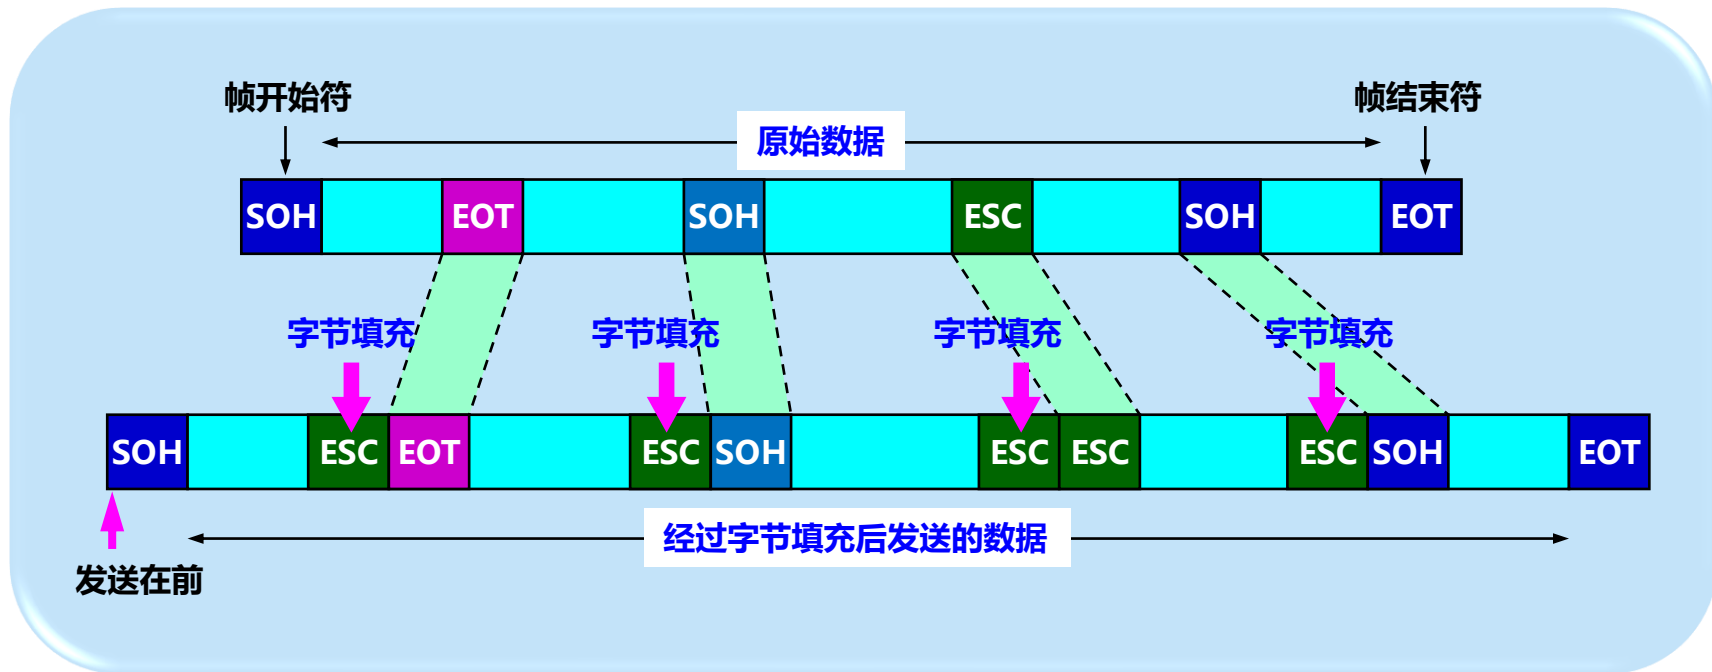 帧开始符
帧结束符
原始数据
SOH EOT SOH ESC SOH EOT
字节填充 字节填充 字节填充 字节填充
SOH ESC EOT ESC SOH ESC ESC ESC SOH EOT
经过字节填充后发送的数据
发送在前